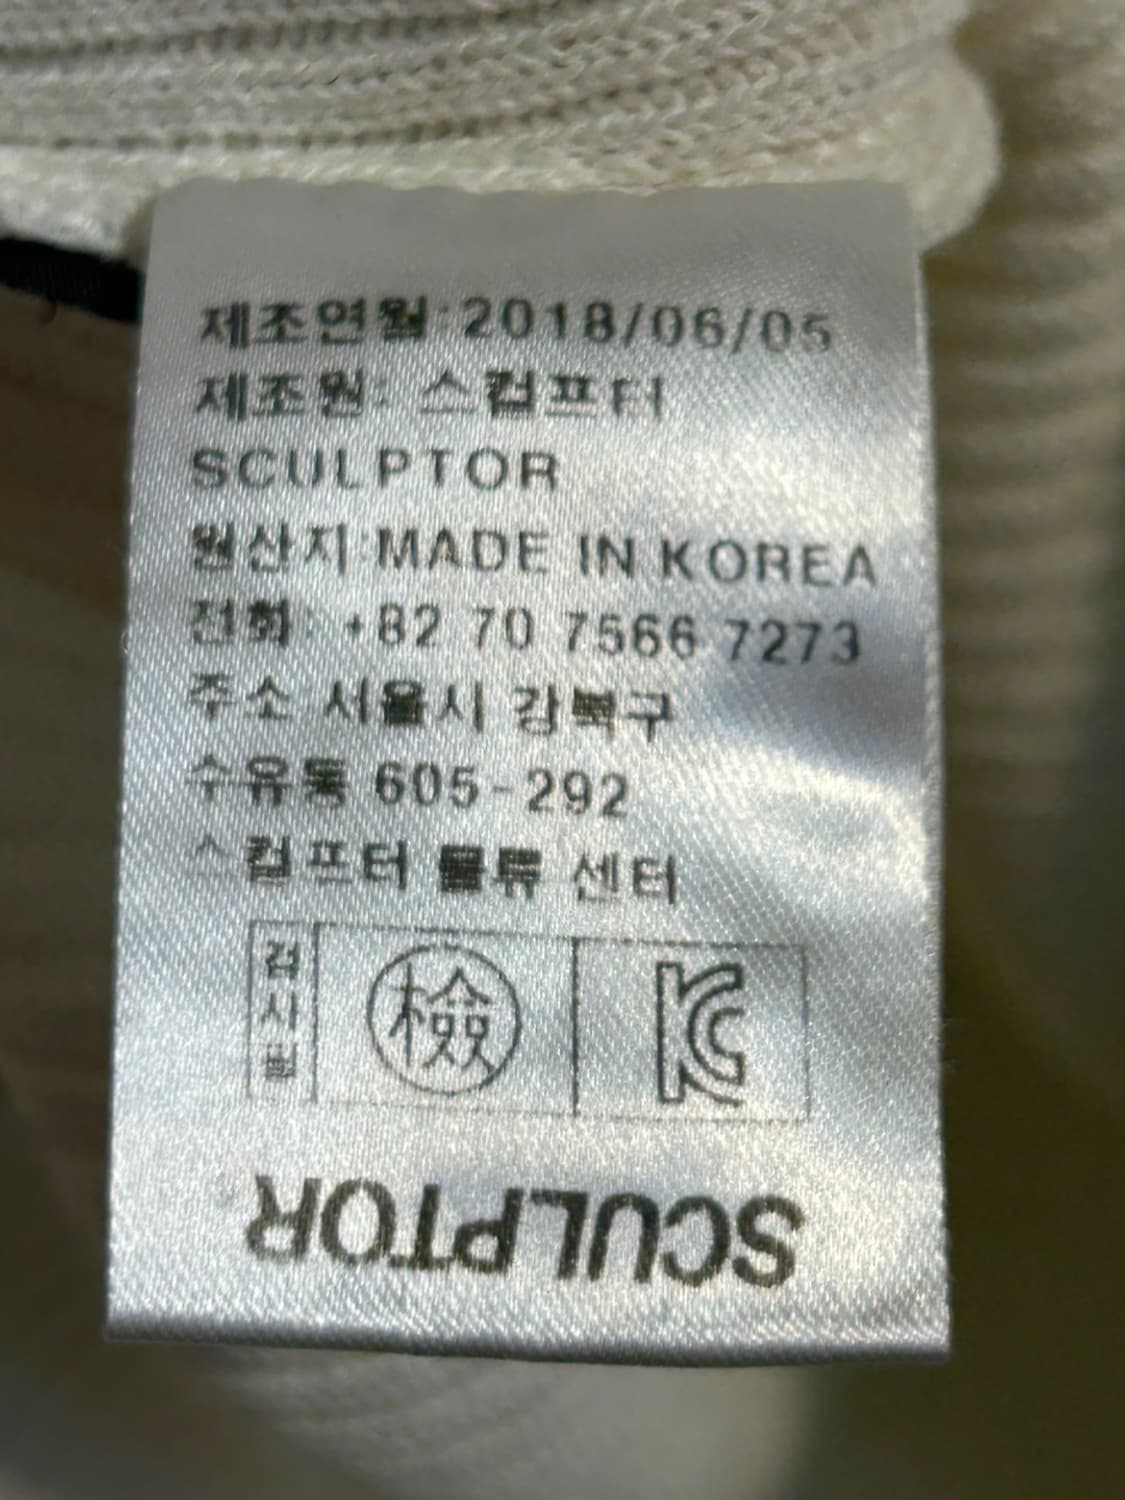 제조연월:2018/06/05
제조원: 스컬프터
SCULPTOR
원산지:MADE IN KOREA
전화: +82 70 7566 7273
주소 서울시 강북구
수유동 605-292
스컬프터 물류 센터
검사필
檢
KC
SCULPTOR